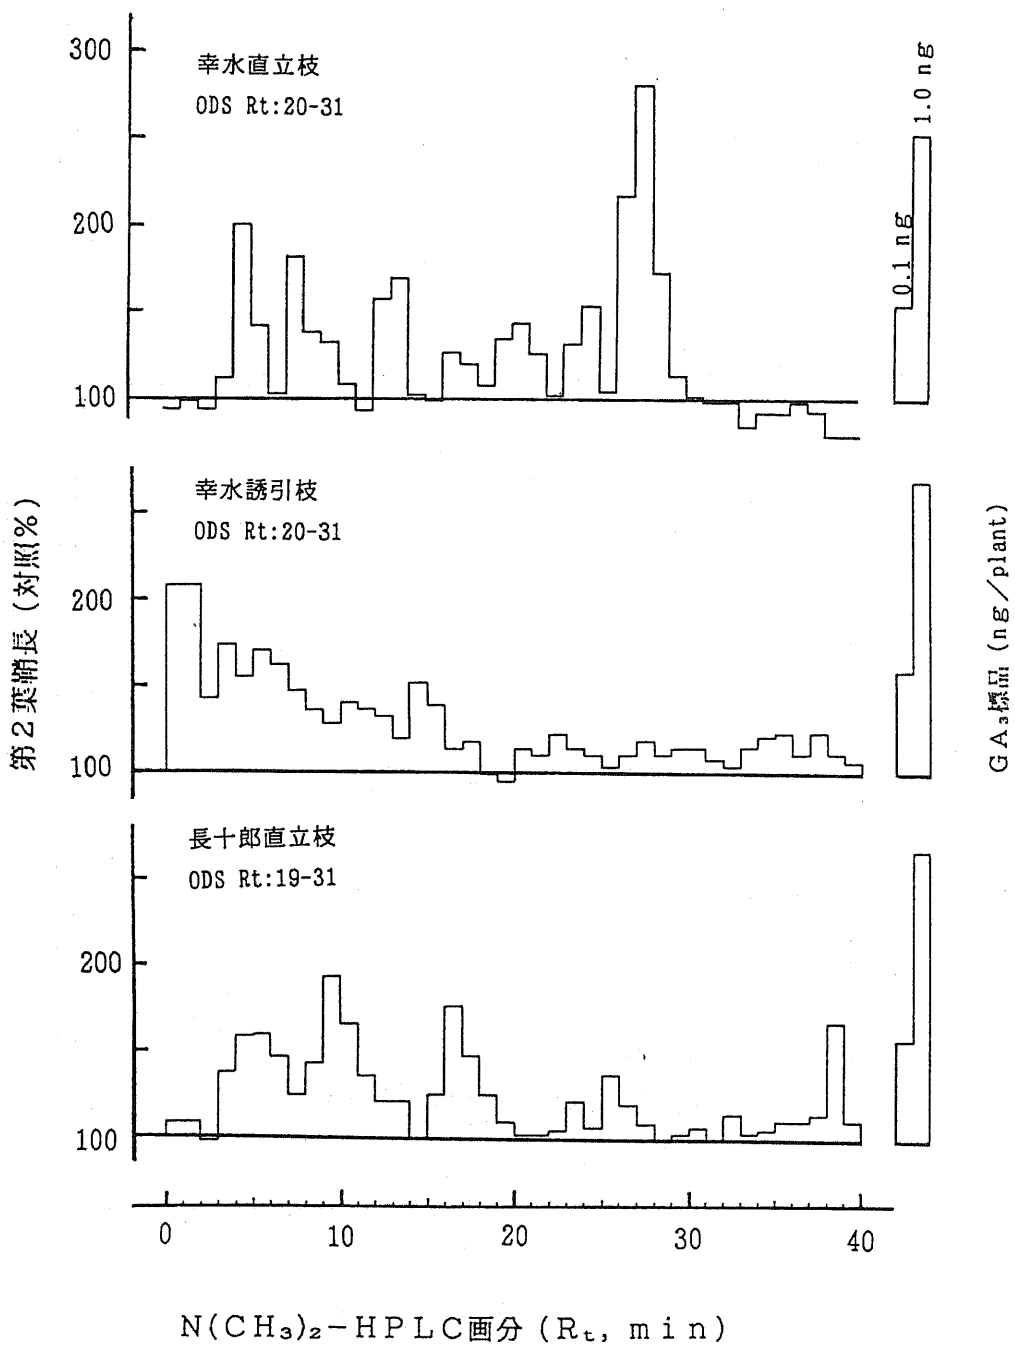 300
200
100
幸水直立枝
ODS Rt:20-31
0.1 ng
1.0 ng
200
100
幸水誘引枝
ODS Rt:20-31
200
100
長十郎直立枝
ODS Rt:19-31
第2葉鞘長(対照%)
GA₃標品(ng/plant)
0 10 20 30 40
N(CH₃)₂-HPLC画分(Rₜ, min)